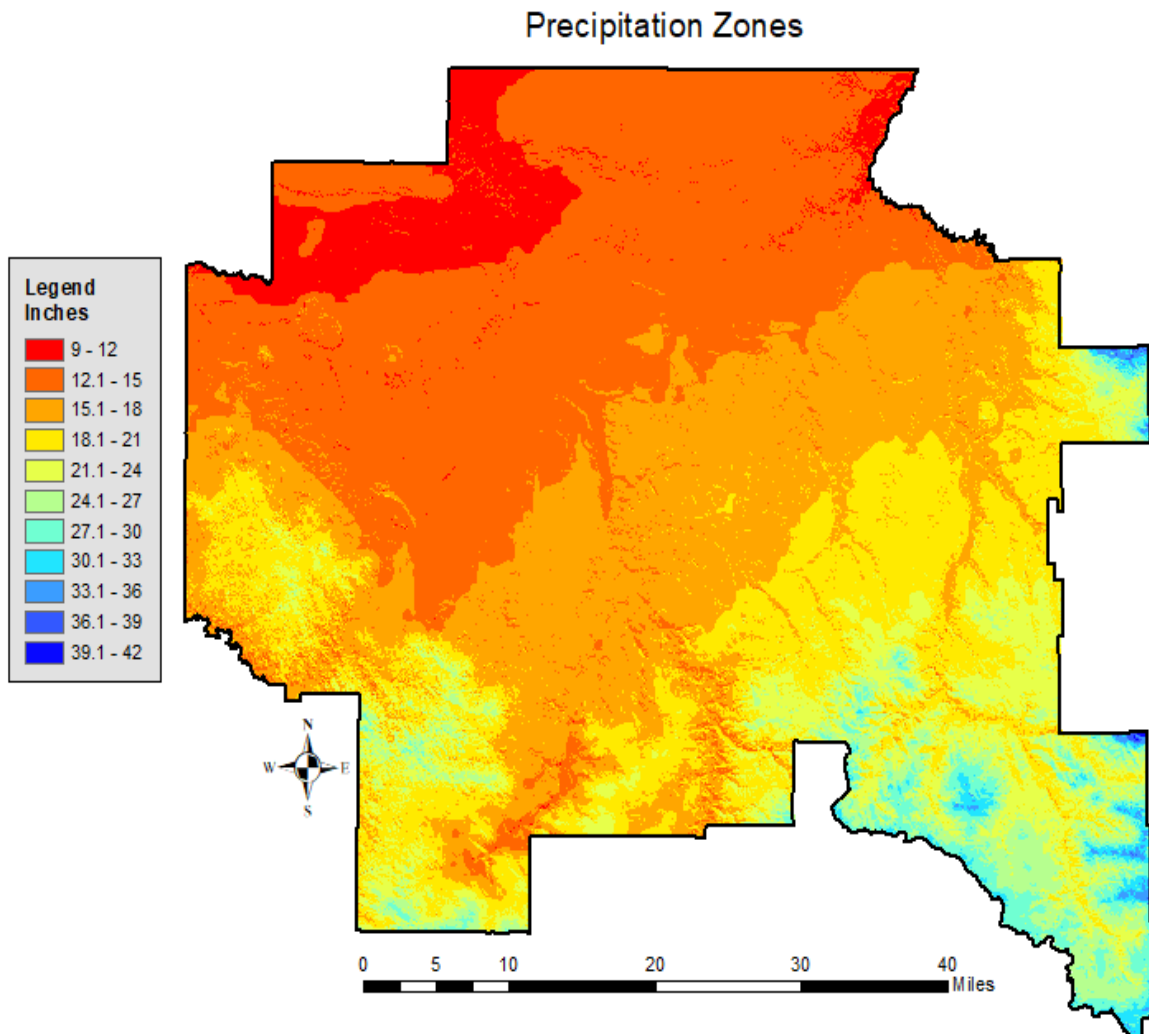 Precipitation Zones
Legend
Inches
9 - 12
12.1 - 15
15.1 - 18
18.1 - 21
21.1 - 24
24.1 - 27
27.1 - 30
30.1 - 33
33.1 - 36
36.1 - 39
39.1 - 42
N
W E
S
0 5 10 20 30 40
Miles